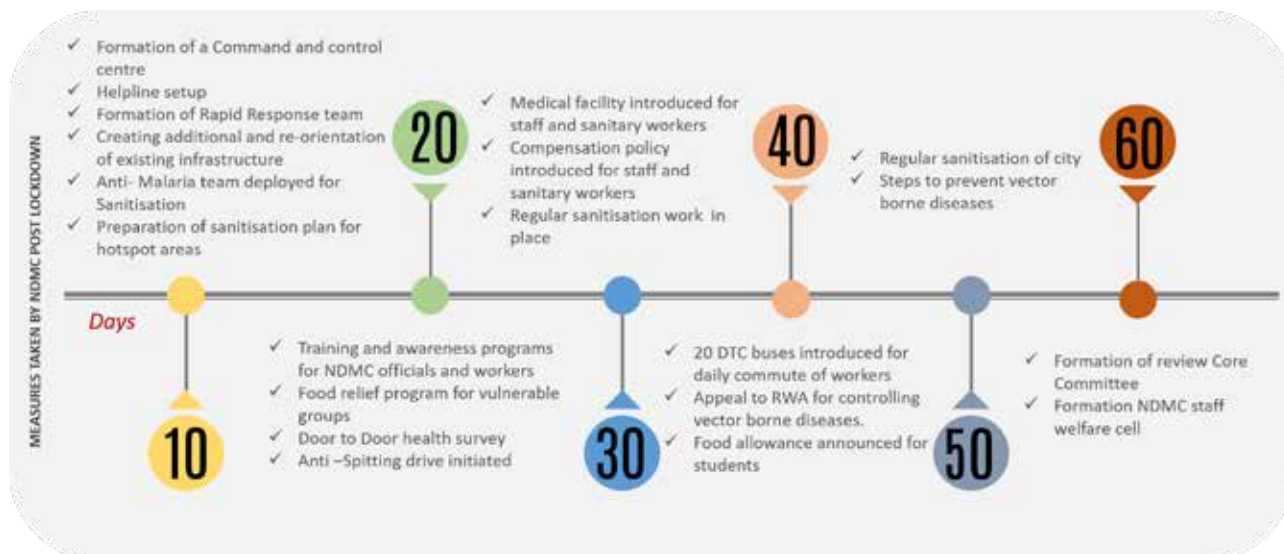 MEASURES TAKEN BY NDMC POST LOCKDOWN
✓ Formation of a Command and control
centre
✓ Helpline setup
✓ Formation of Rapid Response team
✓ Creating additional and re-orientation
of existing infrastructure
✓ Anti- Malaria team deployed for
Sanitisation
✓ Preparation of sanitisation plan for
hotspot areas
Days
10
20
✓ Training and awareness programs
for NDMC officials and workers
✓ Food relief program for vulnerable
groups
✓ Door to Door health survey
✓ Anti –Spitting drive initiated
✓ Medical facility introduced for
staff and sanitary workers
✓ Compensation policy
introduced for staff and
sanitary workers
✓ Regular sanitisation work in
place
30
40
✓ 20 DTC buses introduced for
daily commute of workers
✓ Appeal to RWA for controlling
vector borne diseases.
✓ Food allowance announced for
students
✓ Regular sanitisation of city
✓ Steps to prevent vector
borne diseases
50
60
✓ Formation of review Core
Committee
✓ Formation NDMC staff
welfare cell